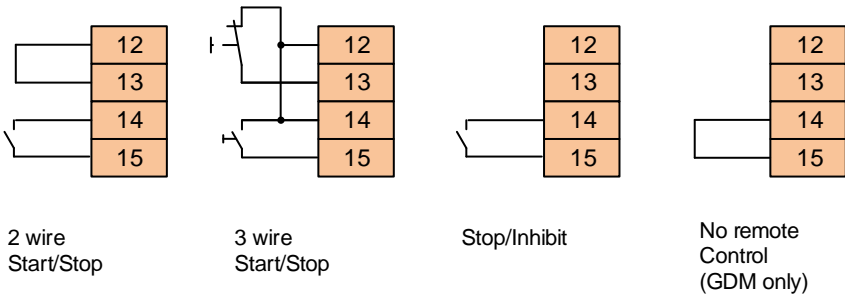 12
13
14
15
12
13
14
15
12
13
14
15
12
13
14
15
2 wire
Start/Stop
3 wire
Start/Stop
Stop/Inhibit
No remote
Control
(GDM only)